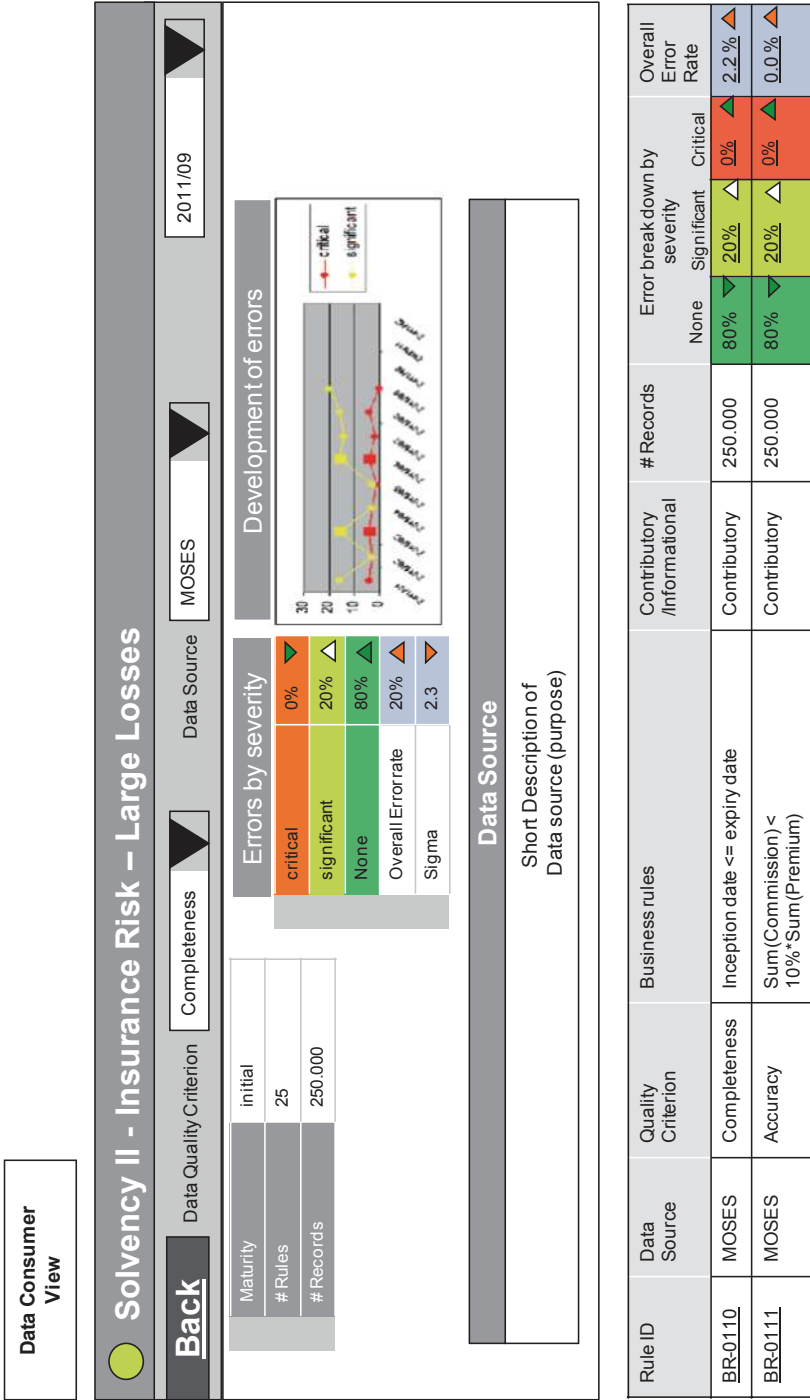 Data Consumer
View
Solvency II - Insurance Risk – Large Losses
Back
Data Quality Criterion
Completeness
Data Source
MOSES
2011/09
Maturity
initial
# Rules
25
# Records
250.000
Errors by severity
critical
0%
significant
20%
None
80%
Overall Error rate
20%
Sigma
2.3
Development of errors
30
20
10
0
critical
significant
Data Source
Short Description of
Data source (purpose)
Rule ID
Data
Source
Quality
Criterion
Business rules
Contributory
/Informational
# Records
Error breakdown by
severity
None
Significant
Critical
Overall
Error
Rate
BR-0110
MOSES
Completeness
Inception date <= expiry date
Contributory
250.000
80%
20%
0%
2.2%
BR-0111
MOSES
Accuracy
Sum(Commission) <
10%*Sum(Premium)
Contributory
250.000
80%
20%
0%
0.0%